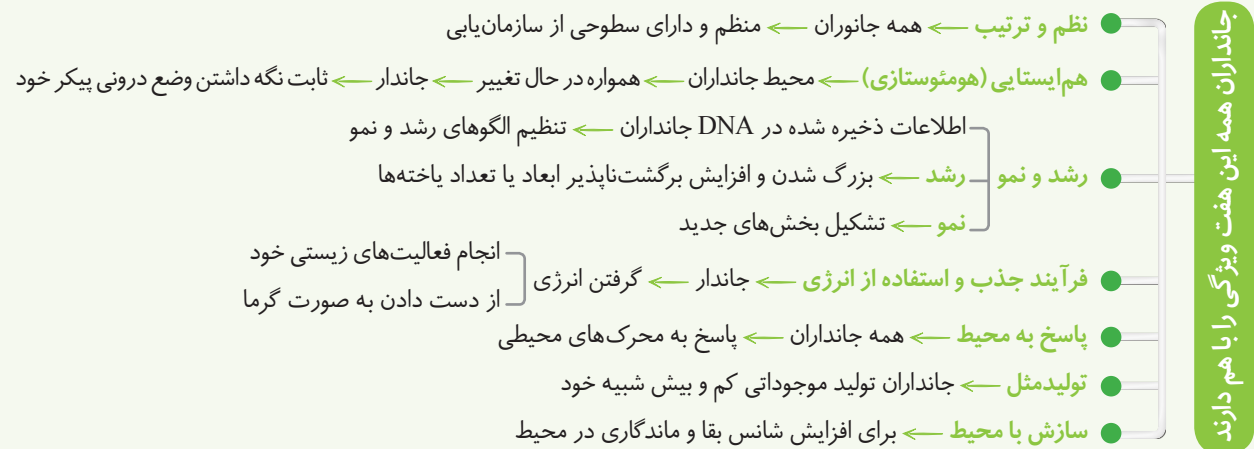 جانداران همه این هفت ویژگی را با هم دارند
نظم و ترتیب ← همه جانوران ← منظم و دارای سطوحی از سازمان‌یابی
هم‌ایستایی (هومئوستازی) ← محیط جانداران ← همواره در حال تغییر ← جاندار ← ثابت نگه داشتن وضع درونی پیکر خود
رشد و نمو
اطلاعات ذخیره شده در DNA جانداران ← تنظیم الگوهای رشد و نمو
رشد ← بزرگ شدن و افزایش برگشت‌ناپذیر ابعاد یا تعداد یاخته‌ها
نمو ← تشکیل بخش‌های جدید
فرآیند جذب و استفاده از انرژی ← جاندار ← گرفتن انرژی
انجام فعالیت‌های زیستی خود
از دست دادن به صورت گرما
پاسخ به محیط ← همه جانداران ← پاسخ به محرک‌های محیطی
تولیدمثل ← جانداران تولید موجوداتی کم و بیش شبیه خود
سازش با محیط ← برای افزایش شانس بقا و ماندگاری در محیط